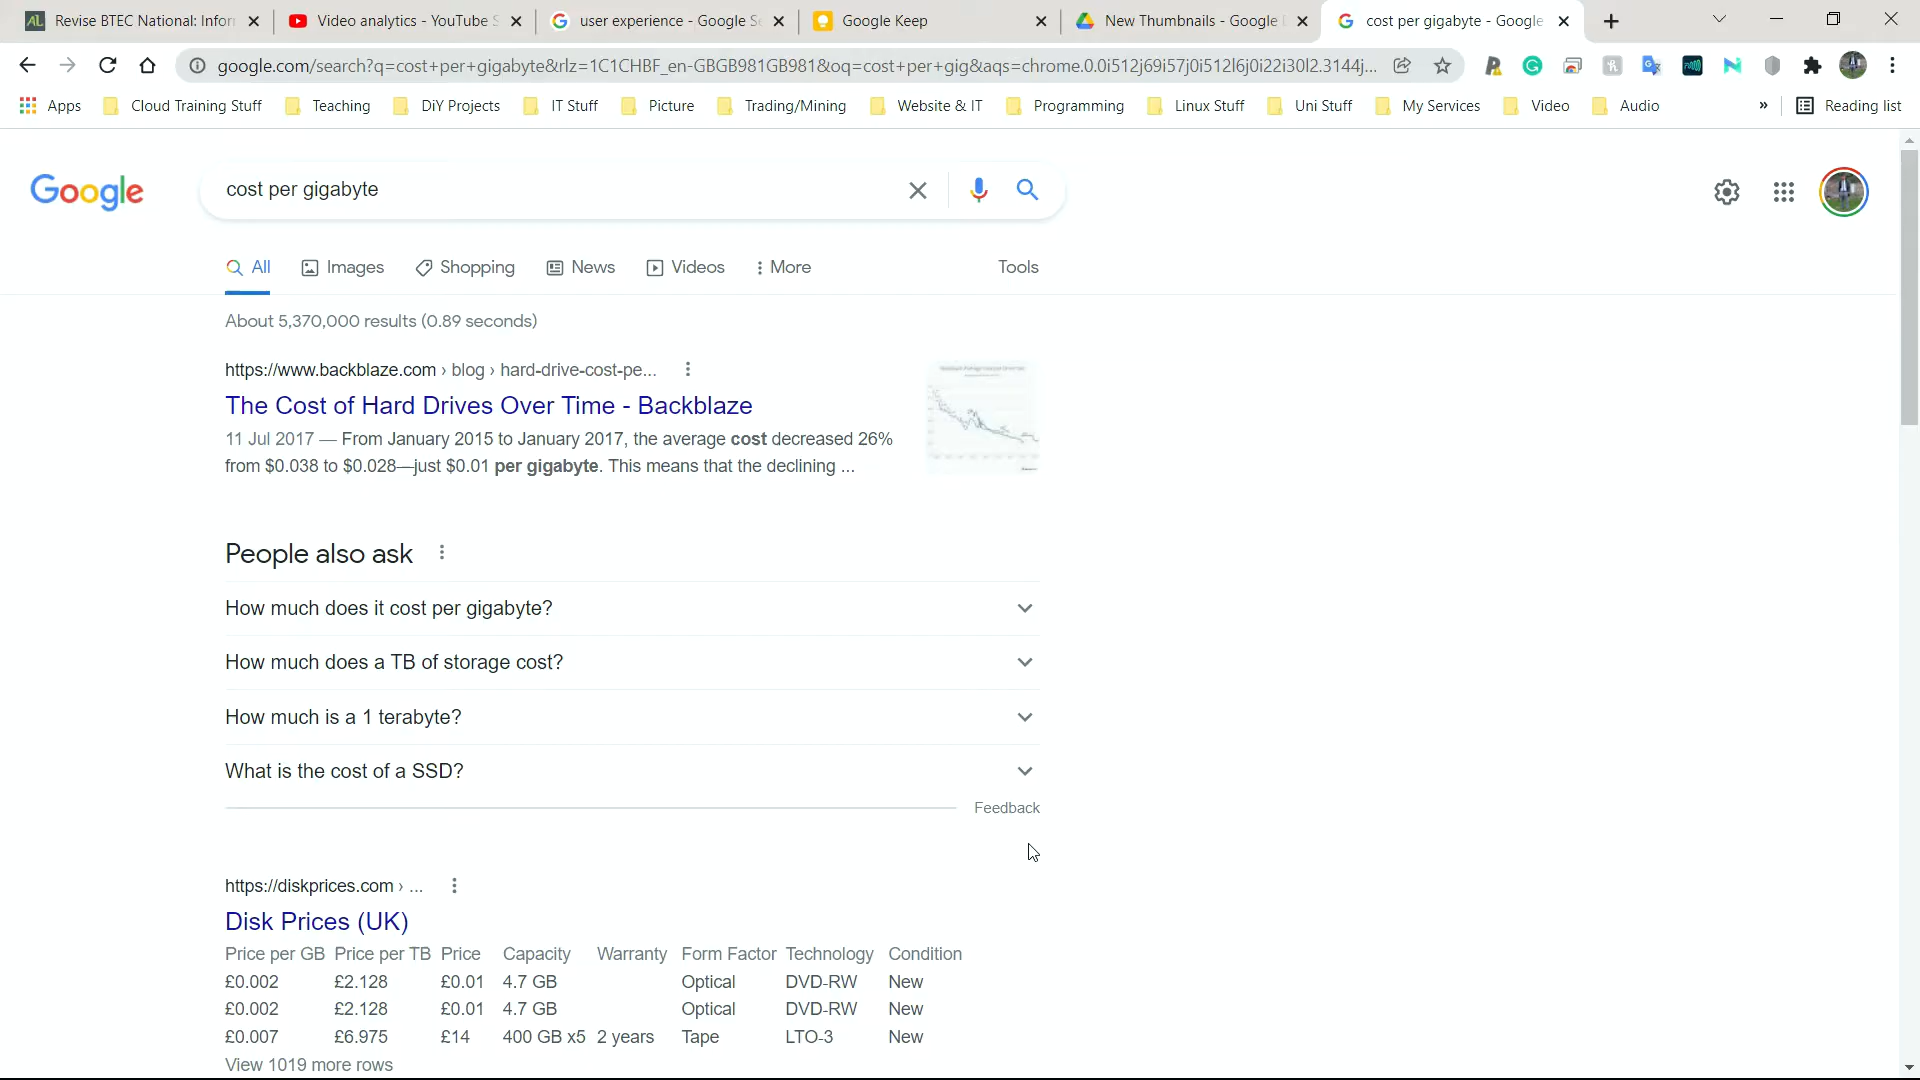 Revise BTEC National: Infor
Video analytics - YouTube S
user experience - Google Se
Google Keep
New Thumbnails - Google D
cost per gigabyte - Google
google.com/search?q=cost+per+gigabyte&rlz=1C1CHBF_en-GBGB981GB981&oq=cost+per+gig&aqs=chrome.0.0i512j69i57j0i512l6j0i22i30l2.3144j...
Apps
Cloud Training Stuff
Teaching
DiY Projects
IT Stuff
Picture
Trading/Mining
Website & IT
Programming
Linux Stuff
Uni Stuff
My Services
Video
Audio
»
Reading list
Google
cost per gigabyte
All
Images
Shopping
News
Videos
More
Tools
About 5,370,000 results (0.89 seconds)
https://www.backblaze.com › blog › hard-drive-cost-pe...
The Cost of Hard Drives Over Time - Backblaze
11 Jul 2017 — From January 2015 to January 2017, the average cost decreased 26%
from $0.038 to $0.028—just $0.01 per gigabyte. This means that the declining ...
People also ask
How much does it cost per gigabyte?
How much does a TB of storage cost?
How much is a 1 terabyte?
What is the cost of a SSD?
Feedback
https://diskprices.com › ...
Disk Prices (UK)
Price per GB Price per TB Price Capacity Warranty Form Factor Technology Condition
£0.002 £2.128 £0.01 4.7 GB Optical DVD-RW New
£0.002 £2.128 £0.01 4.7 GB Optical DVD-RW New
£0.007 £6.975 £14 400 GB x5 2 years Tape LTO-3 New
View 1019 more rows